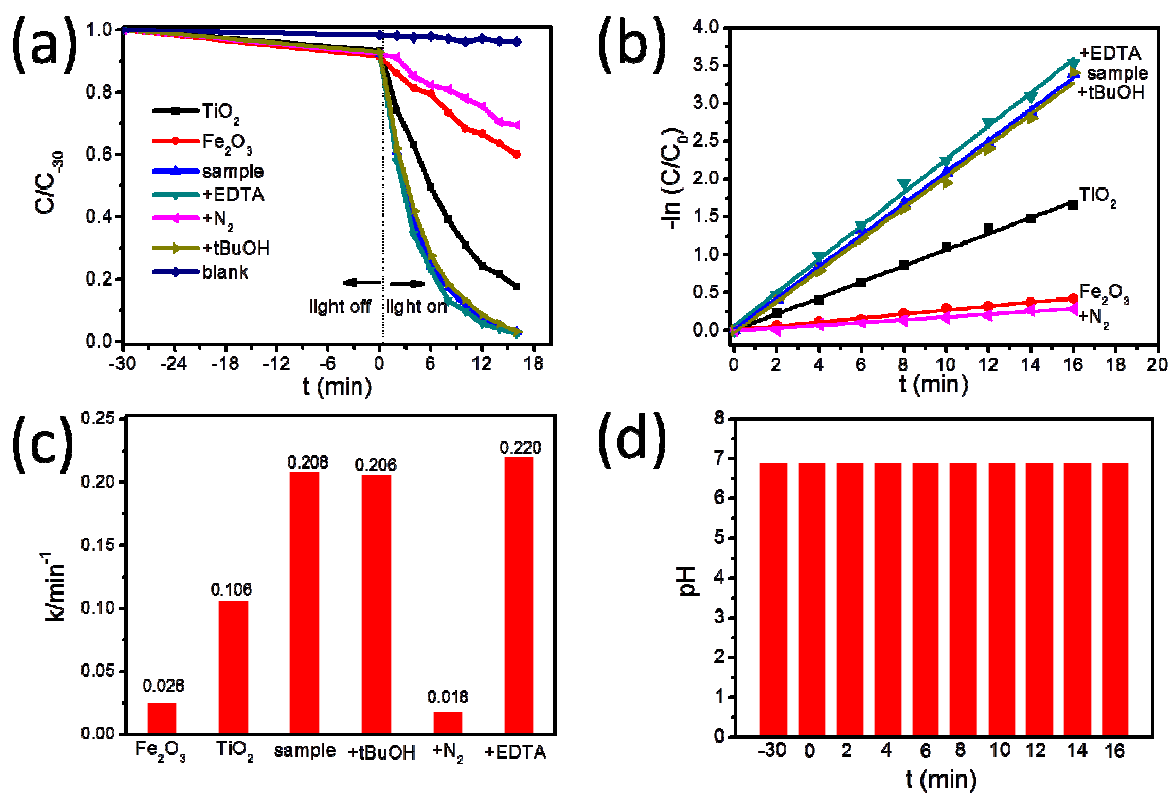 (a)
1.0
0.8
0.6
0.4
0.2
0.0
C/C-30
TiO2
Fe2O3
sample
+EDTA
+N2
+tBuOH
blank
light off
light on
-30 -24 -18 -12 -6 0 6 12 18
t (min)
(b)
-4.0
3.5
3.0
2.5
2.0
1.5
1.0
0.5
0.0
-ln (C/C0)
+EDTA
sample
+tBuOH
TiO2
Fe2O3
+N2
0 2 4 6 8 10 12 14 16 18 20
t (min)
(c)
0.25
0.20
0.15
0.10
0.05
0.00
k/min-1
0.026
0.106
0.208
0.206
0.018
0.220
Fe2O3 TiO2 sample +tBuOH +N2 +EDTA
(d)
8
7
6
5
4
3
2
1
0
pH
-30 0 2 4 6 8 10 12 14 16
t (min)